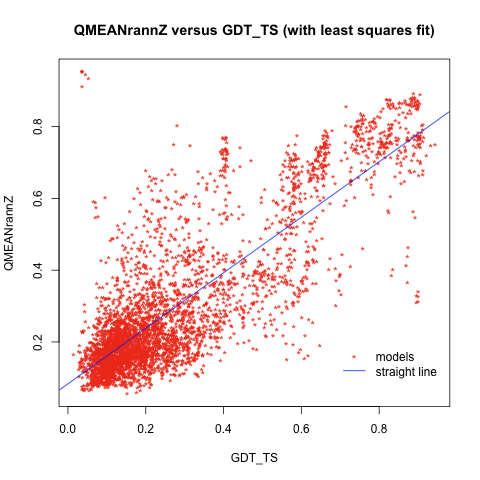 QMEANrannZ versus GDT_TS (with least squares fit)
QMEANrannZ
0.8
0.6
0.4
0.2
models
straight line
0.0 0.2 0.4 0.6 0.8
GDT_TS